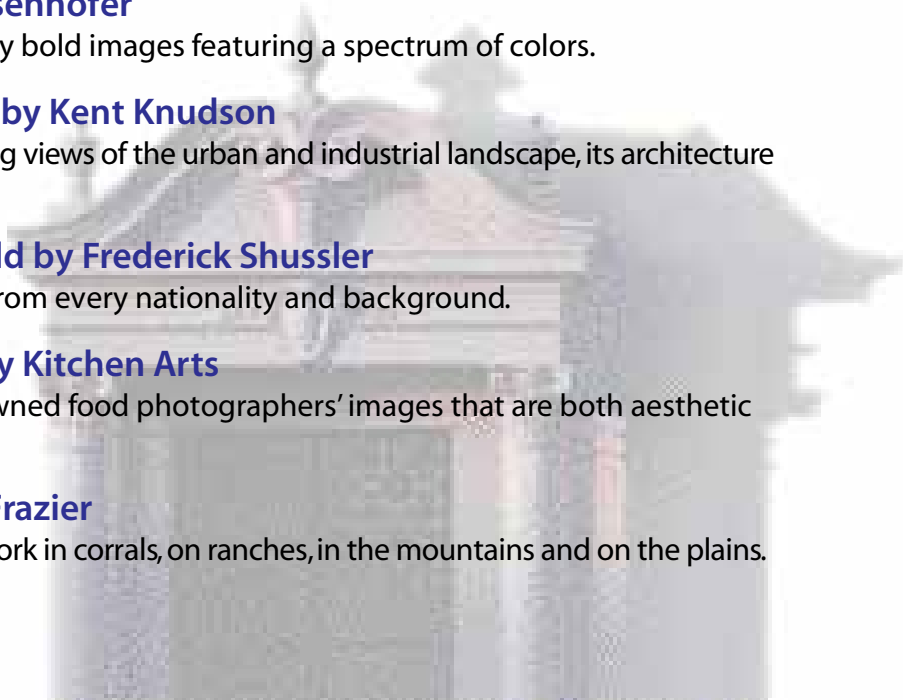 senhofer
y bold images featuring a spectrum of colors.
by Kent Knudson
g views of the urban and industrial landscape, its architecture
ld by Frederick Shussler
rom every nationality and background.
y Kitchen Arts
wned food photographers' images that are both aesthetic
Frazier
ork in corrals, on ranches, in the mountains and on the plains.